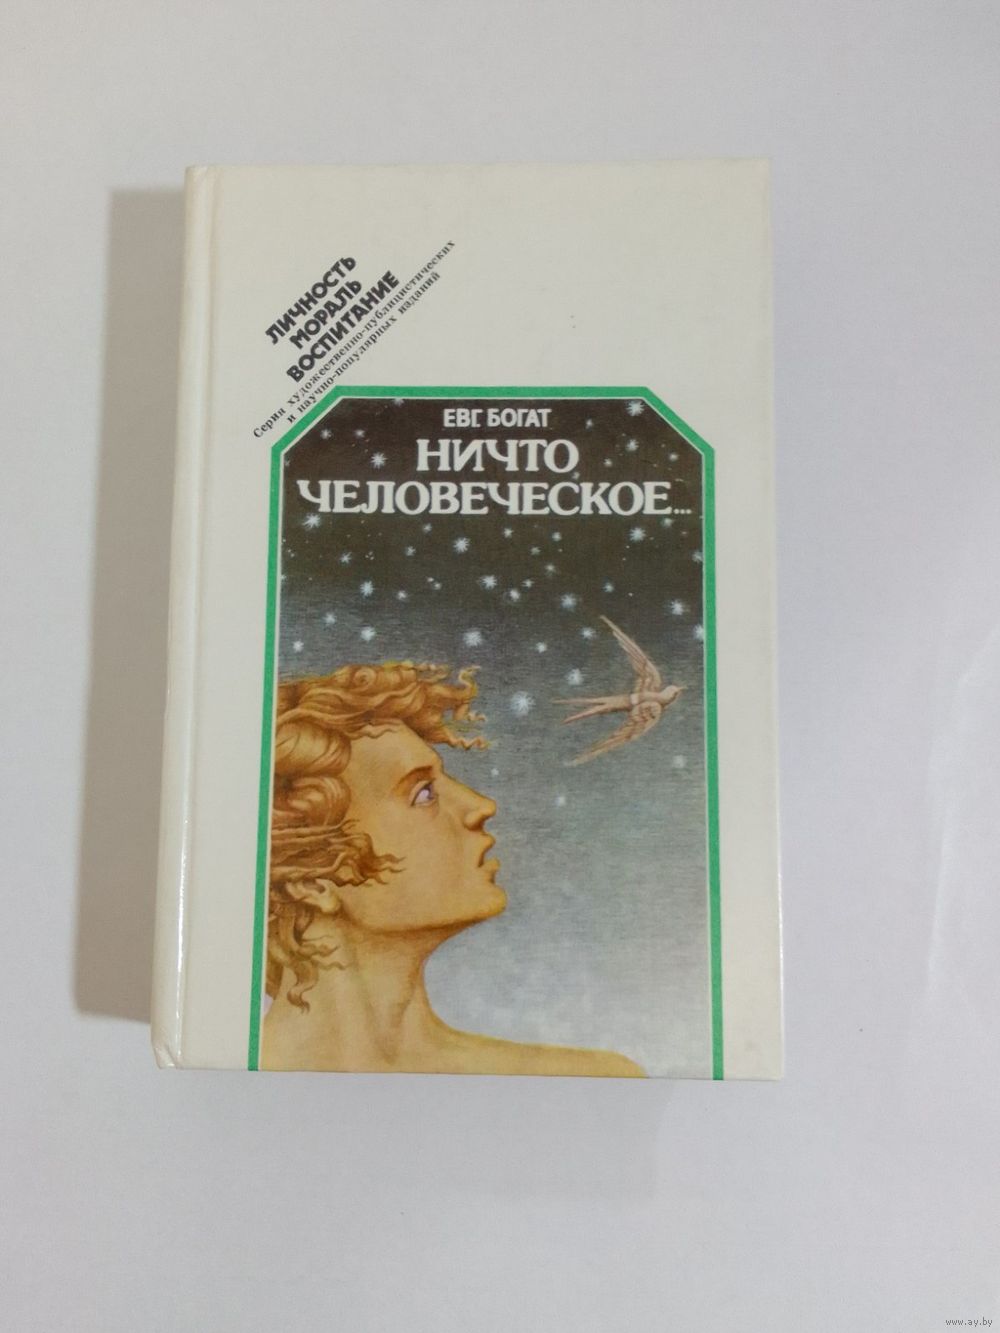 ЛИЧНОСТЬ
МОРАЛЬ
ВОСПИТАНИЕ
Серия художественно-публицистических
и научно-популярных изданий
ЕВГ БОГАТ
НИЧТО
ЧЕЛОВЕЧЕСКОЕ...
www.ay.by